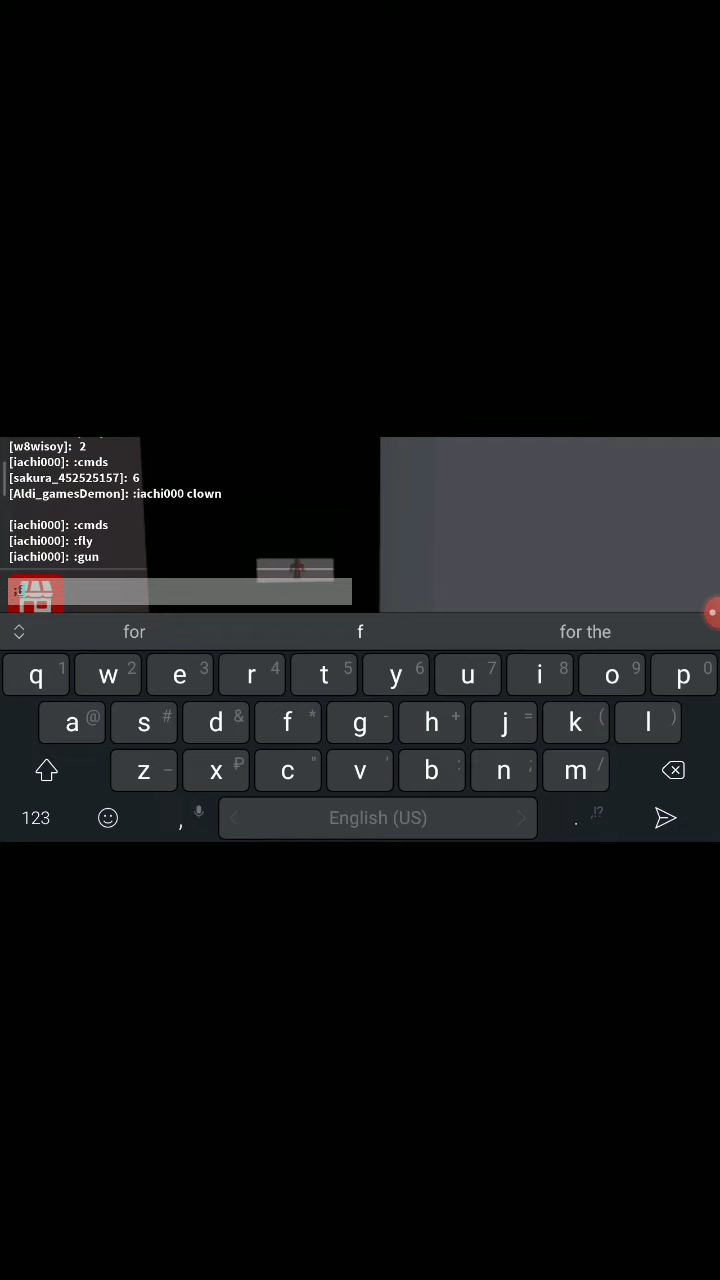 [w8wisoy]: 2
[iachi000]: :cmds
[sakura_452525157]: 6
[Aldi_gamesDemon]: :iachi000 clown
[iachi000]: :cmds
[iachi000]: :fly
[iachi000]: :gun
for f for the
q 1 w 2 e 3 r 4 t 5 y 6 u 7 i 8 o 9 p 0
a @ s # d & f * g - h + j = k ( l )
z _ x ₽ c " v ' b : n ; m /
123 , English (US) . ,!?